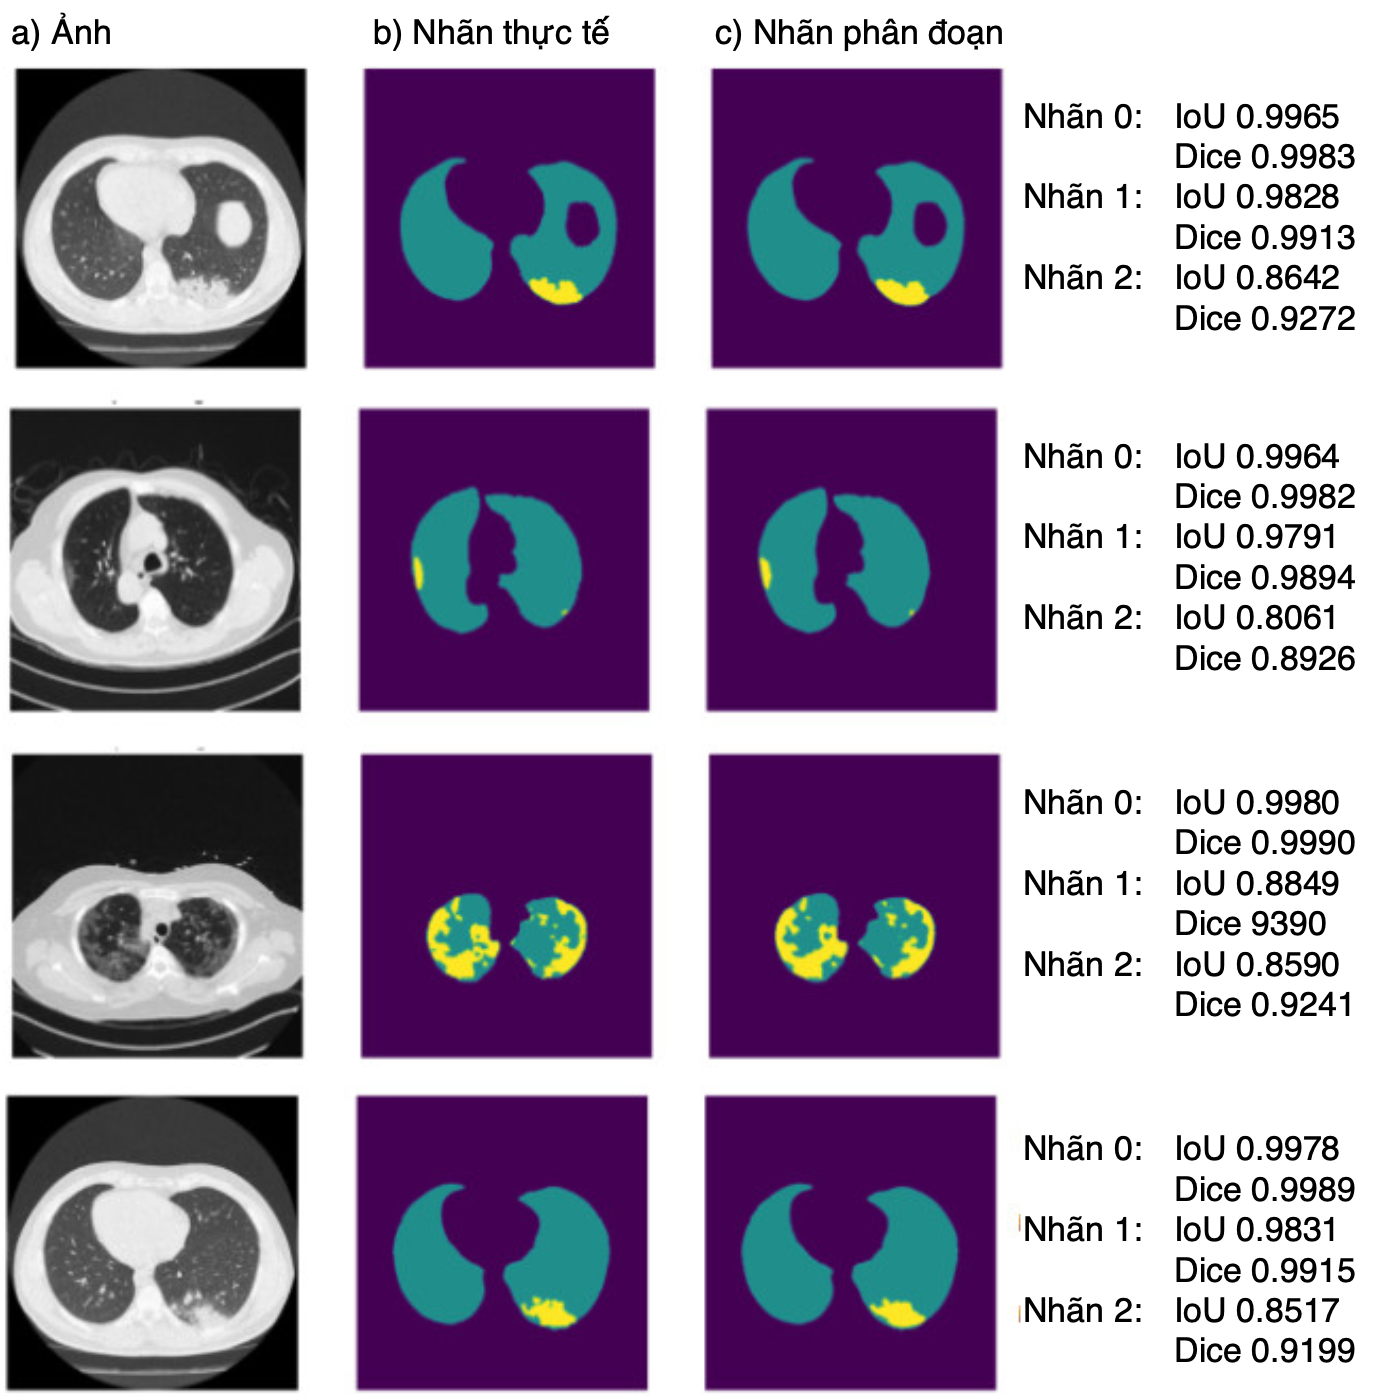 a) Ảnh
b) Nhãn thực tế
c) Nhãn phân đoạn
Nhãn 0: IoU 0.9965
Dice 0.9983
Nhãn 1: IoU 0.9828
Dice 0.9913
Nhãn 2: IoU 0.8642
Dice 0.9272
Nhãn 0: IoU 0.9964
Dice 0.9982
Nhãn 1: IoU 0.9791
Dice 0.9894
Nhãn 2: IoU 0.8061
Dice 0.8926
Nhãn 0: IoU 0.9980
Dice 0.9990
Nhãn 1: IoU 0.8849
Dice 9390
Nhãn 2: IoU 0.8590
Dice 0.9241
Nhãn 0: IoU 0.9978
Dice 0.9989
Nhãn 1: IoU 0.9831
Dice 0.9915
Nhãn 2: IoU 0.8517
Dice 0.9199